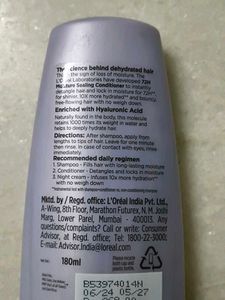 The science behind dehydrated hair
The sign of loss of moisture. The
L'Oréal Laboratories have developed 72H
Moisture Sealing Conditioner to instantly
detangle hair and lock in moisture for 72H**,
for shinier, 10X more hydrated** and bounce-
free-flowing hair with no weigh down.
Enriched with Hyaluronic Acid
Naturally found in the body, this molecule
retains 1000 times its weight in water and
helps to deeply hydrate hair.
Directions: After shampoo, apply from
lengths to tips of hair. Leave for one minute
then rinse. In case of contact with eyes, rinse
immediately.
Recommended daily regimen
1. Shampoo - Fills hair with long-lasting moisture
2. Conditioner - Detangles and locks in moisture
3. Night cream - Infuses 10X more hydration**
with no weigh down
Mktd. by / Regd. office: L'Oréal India Pvt. Ltd.,
A-Wing, 8th Floor, Marathon Futurex, N. M. Joshi
Marg, Lower Parel, Mumbai - 400013. Any
questions/complaints? Call or write: Consumer
Advisor, at Regd. office; Tel: 1800-22-3000;
E-mail: Advisor.India@loreal.com
180ml
Please recycle
B53974014N
06/24 05/27